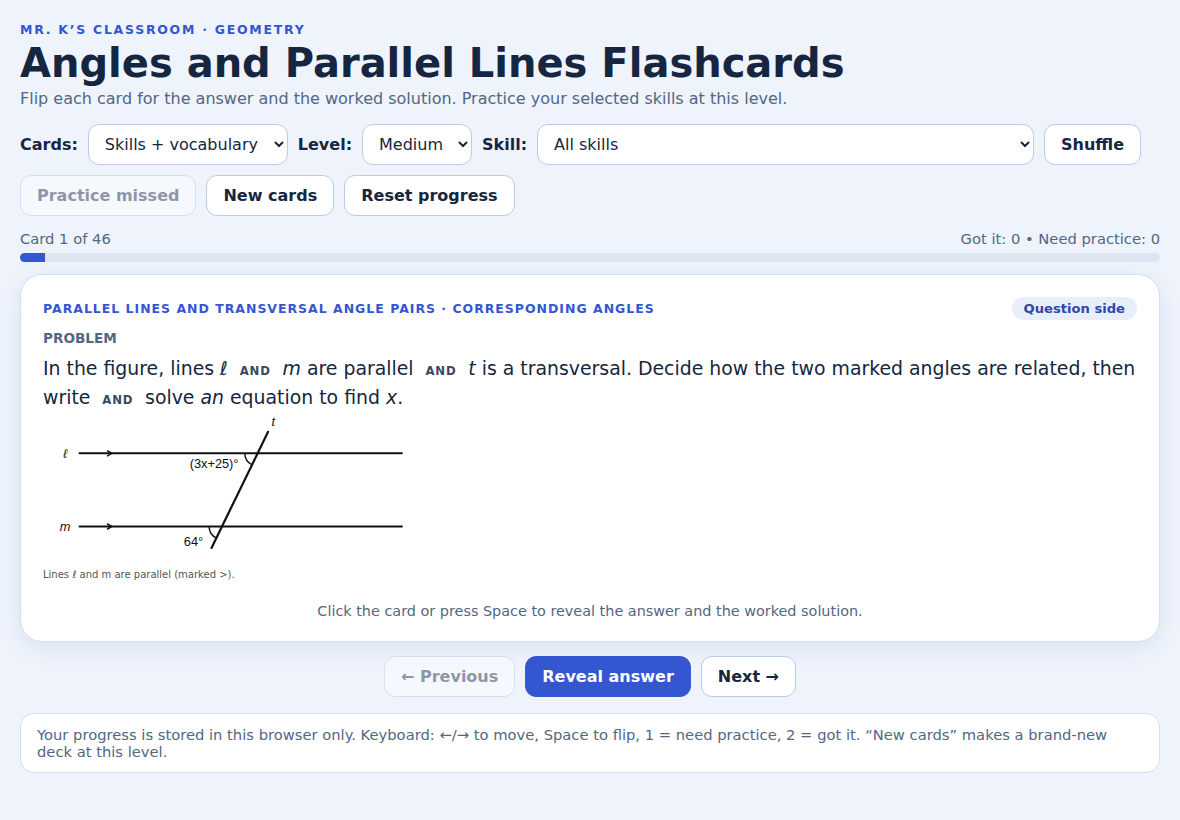 MR. K’S CLASSROOM · GEOMETRY
Angles and Parallel Lines Flashcards
Flip each card for the answer and the worked solution. Practice your selected skills at this level.
Cards: Skills + vocabulary Level: Medium Skill: All skills Shuffle
Practice missed New cards Reset progress
Card 1 of 46 Got it: 0 • Need practice: 0
PARALLEL LINES AND TRANSVERSAL ANGLE PAIRS · CORRESPONDING ANGLES Question side
PROBLEM
In the figure, lines ℓ AND m are parallel AND t is a transversal. Decide how the two marked angles are related, then
write AND solve an equation to find x.
t
ℓ
(3x+25)°
m
64°
Lines ℓ and m are parallel (marked >).
Click the card or press Space to reveal the answer and the worked solution.
← Previous Reveal answer Next →
Your progress is stored in this browser only. Keyboard: ←/→ to move, Space to flip, 1 = need practice, 2 = got it. “New cards” makes a brand-new
deck at this level.